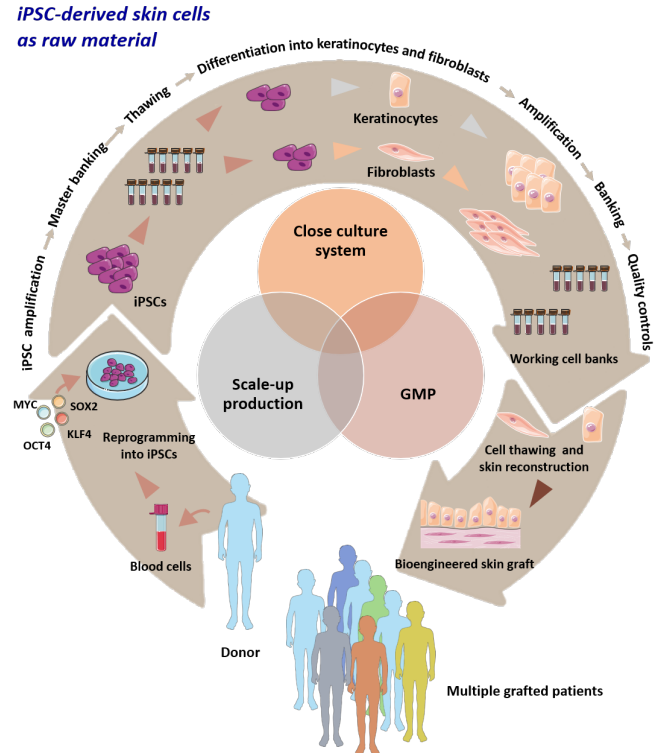 iPSC-derived skin cells
as raw material
iPSC amplification
Master banking
Thawing
Differentiation into keratinocytes and fibroblasts
Amplification
Banking
Quality controls
Keratinocytes
Fibroblasts
iPSCs
Working cell banks
Close culture
system
Scale-up
production
GMP
MYC
SOX2
KLF4
OCT4
Reprogramming
into iPSCs
Blood cells
Donor
Cell thawing and
skin reconstruction
Bioengineered skin graft
Multiple grafted patients